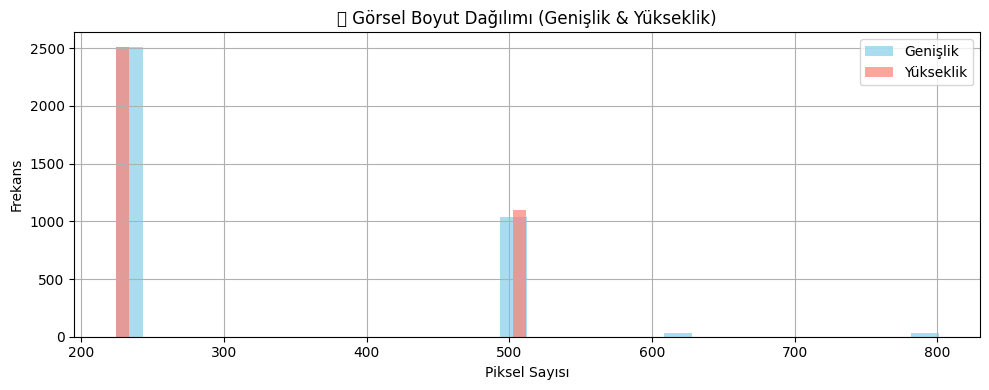 ▯ Görsel Boyut Dağılımı (Genişlik & Yükseklik)
Genişlik
Yükseklik
Frekans
2500
2000
1500
1000
500
0
200
300
400
500
600
700
800
Piksel Sayısı